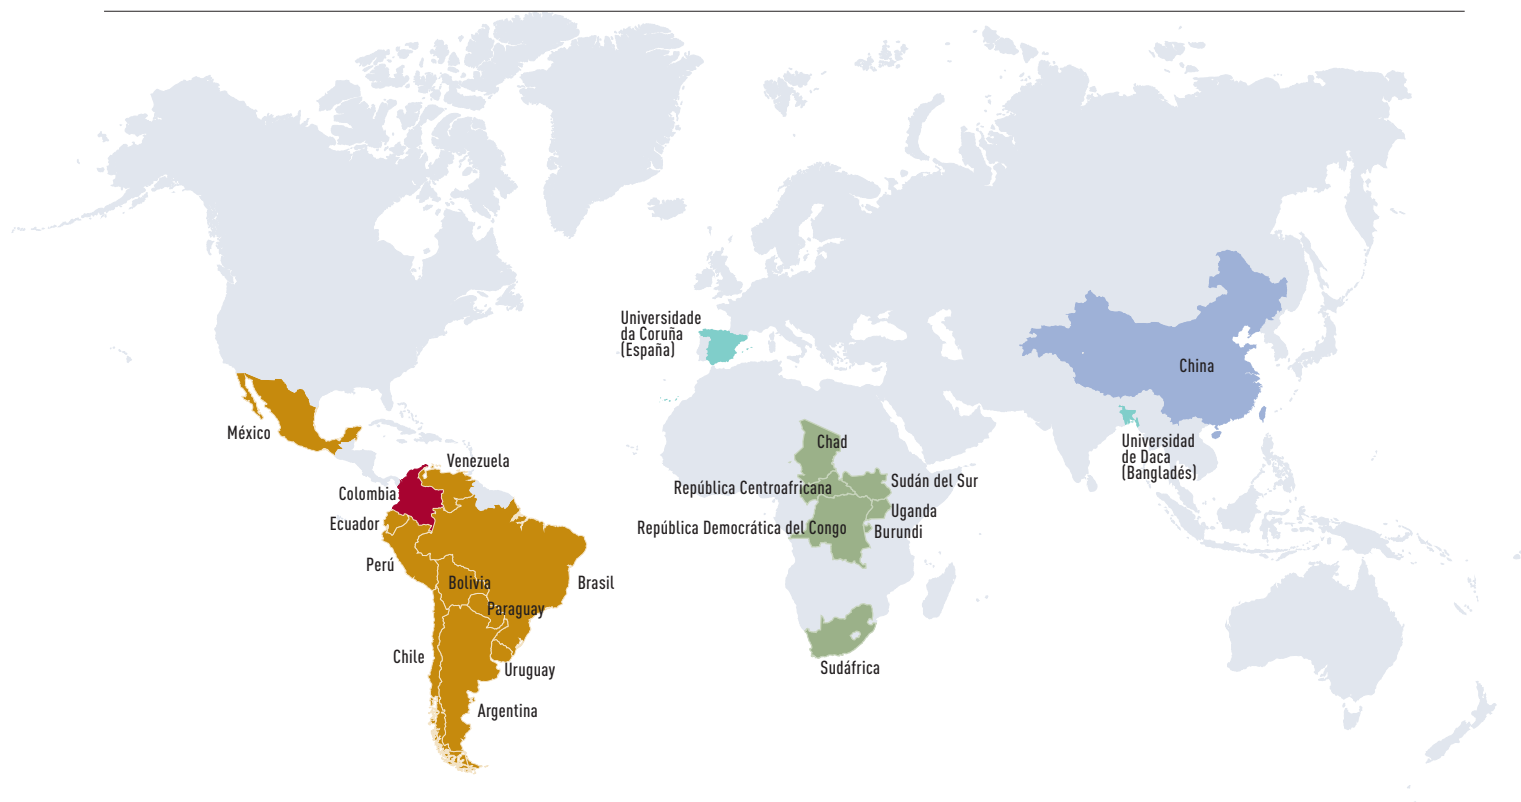 Universidade
da Coruña
(España)
China
México
Venezuela
Chad
Universidad
de Daca
(Bangladés)
Colombia
República Centroafricana
Sudán del Sur
Ecuador
Uganda
República Democrática del Congo
Burundi
Perú
Bolivia
Brasil
Paraguay
Chile
Uruguay
Sudáfrica
Argentina